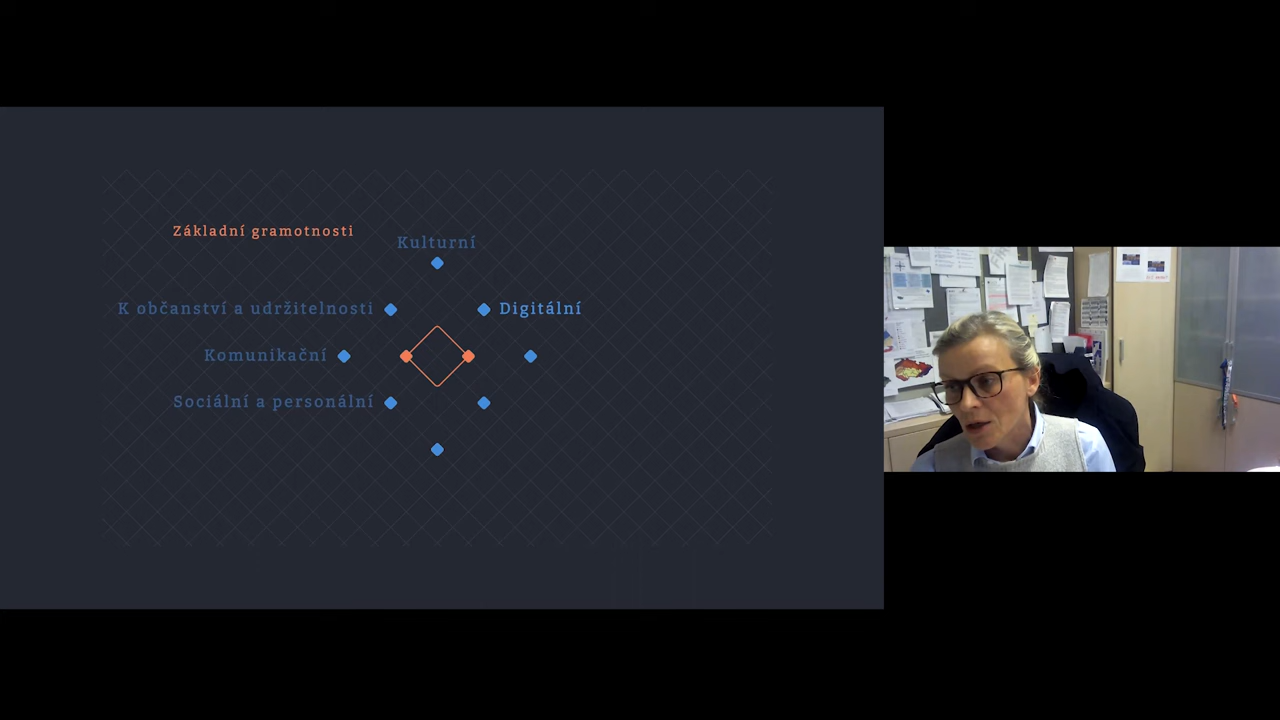 Základní gramotnosti
Kulturní
K občanství a udržitelnosti
Digitální
Komunikační
Sociální a personální